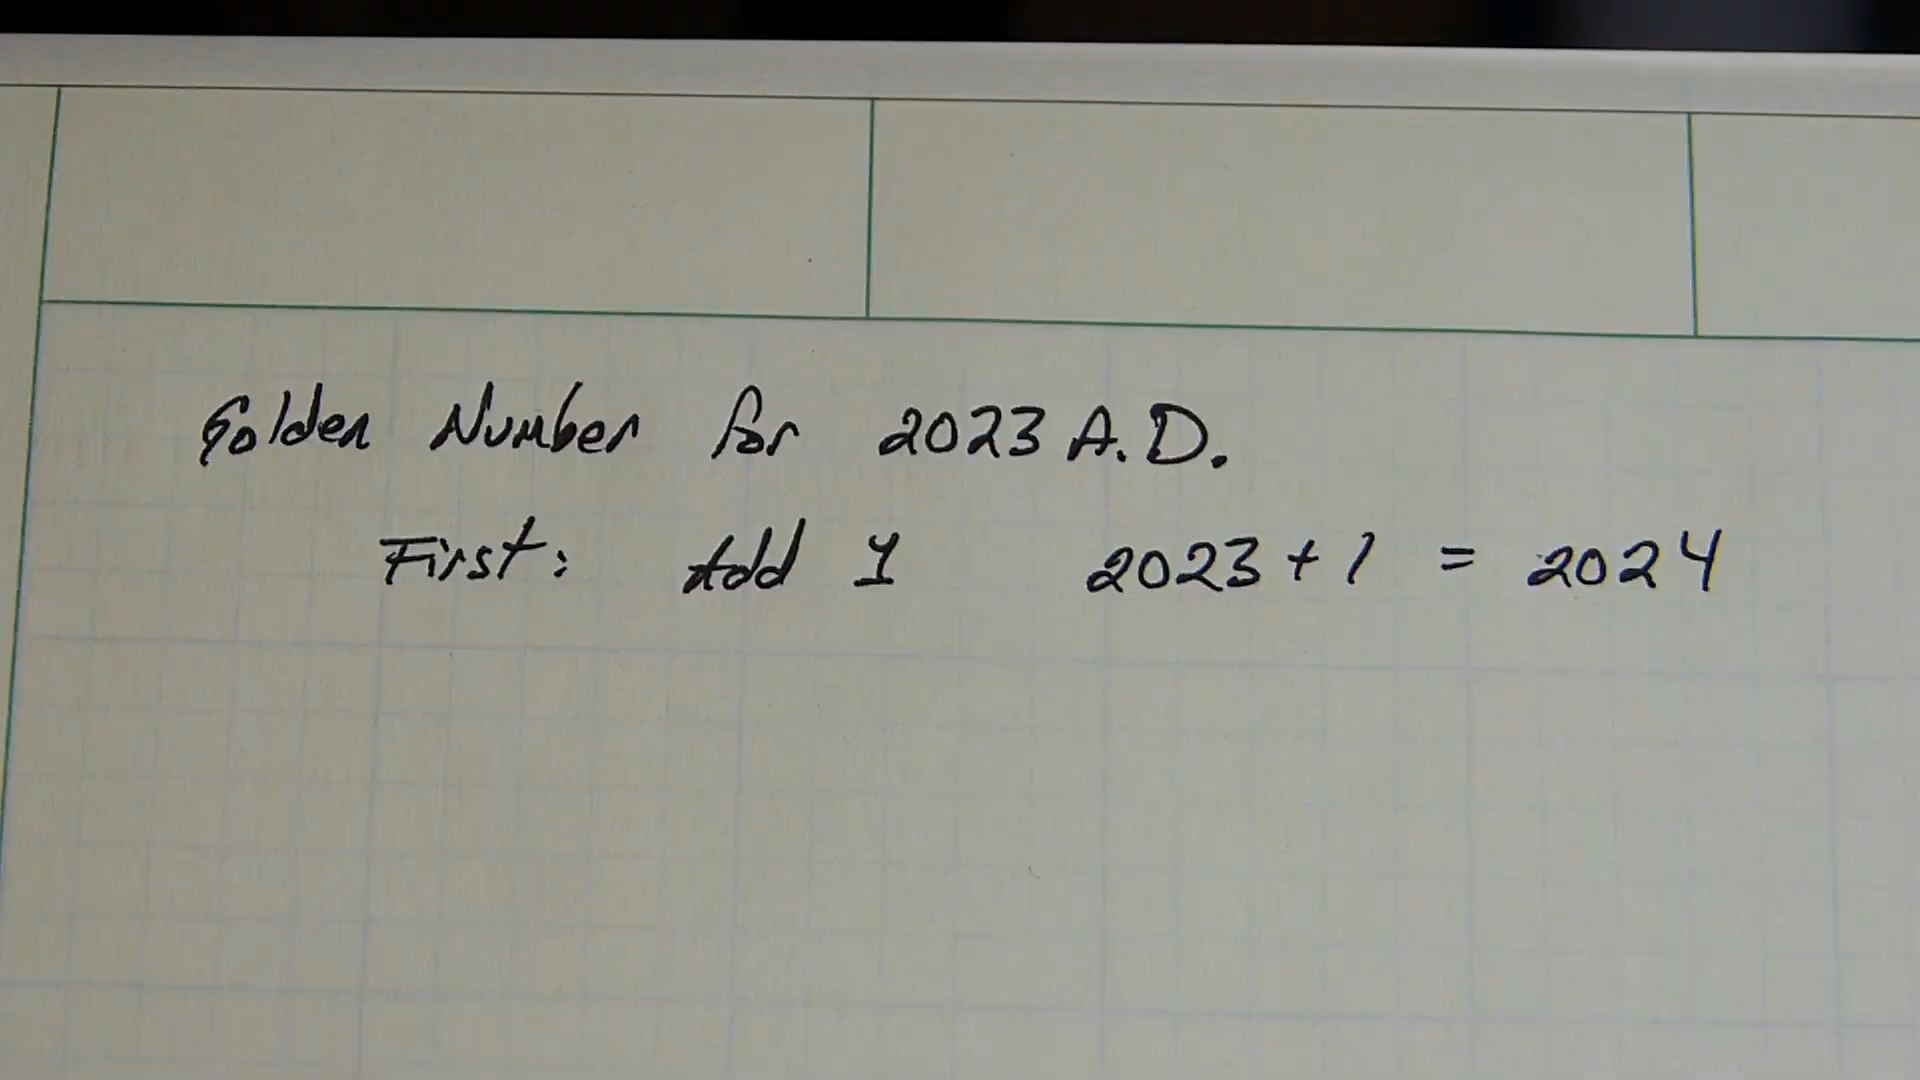 Golden Number for 2023 A.D.
First: Add 1 2023 + 1 = 2024